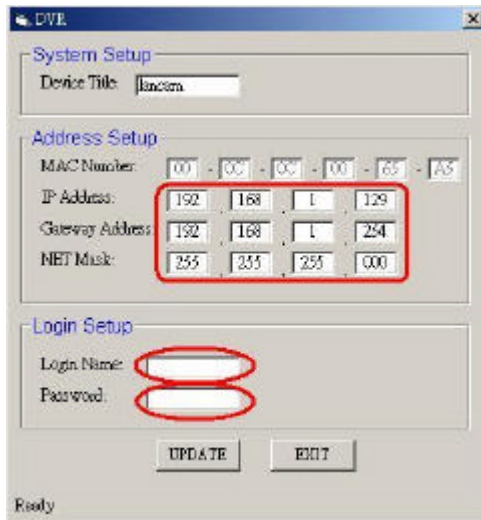 DVR
System Setup
Device Title: lancam
Address Setup
MAC Number: 00 - 0C - 0C - 00 - 65 - A5
IP Address: 192 . 168 . 1 . 129
Gateway Address: 192 . 168 . 1 . 254
NET Mask: 255 . 255 . 255 . 000
Login Setup
Login Name:
Password:
UPDATE EXIT
Ready